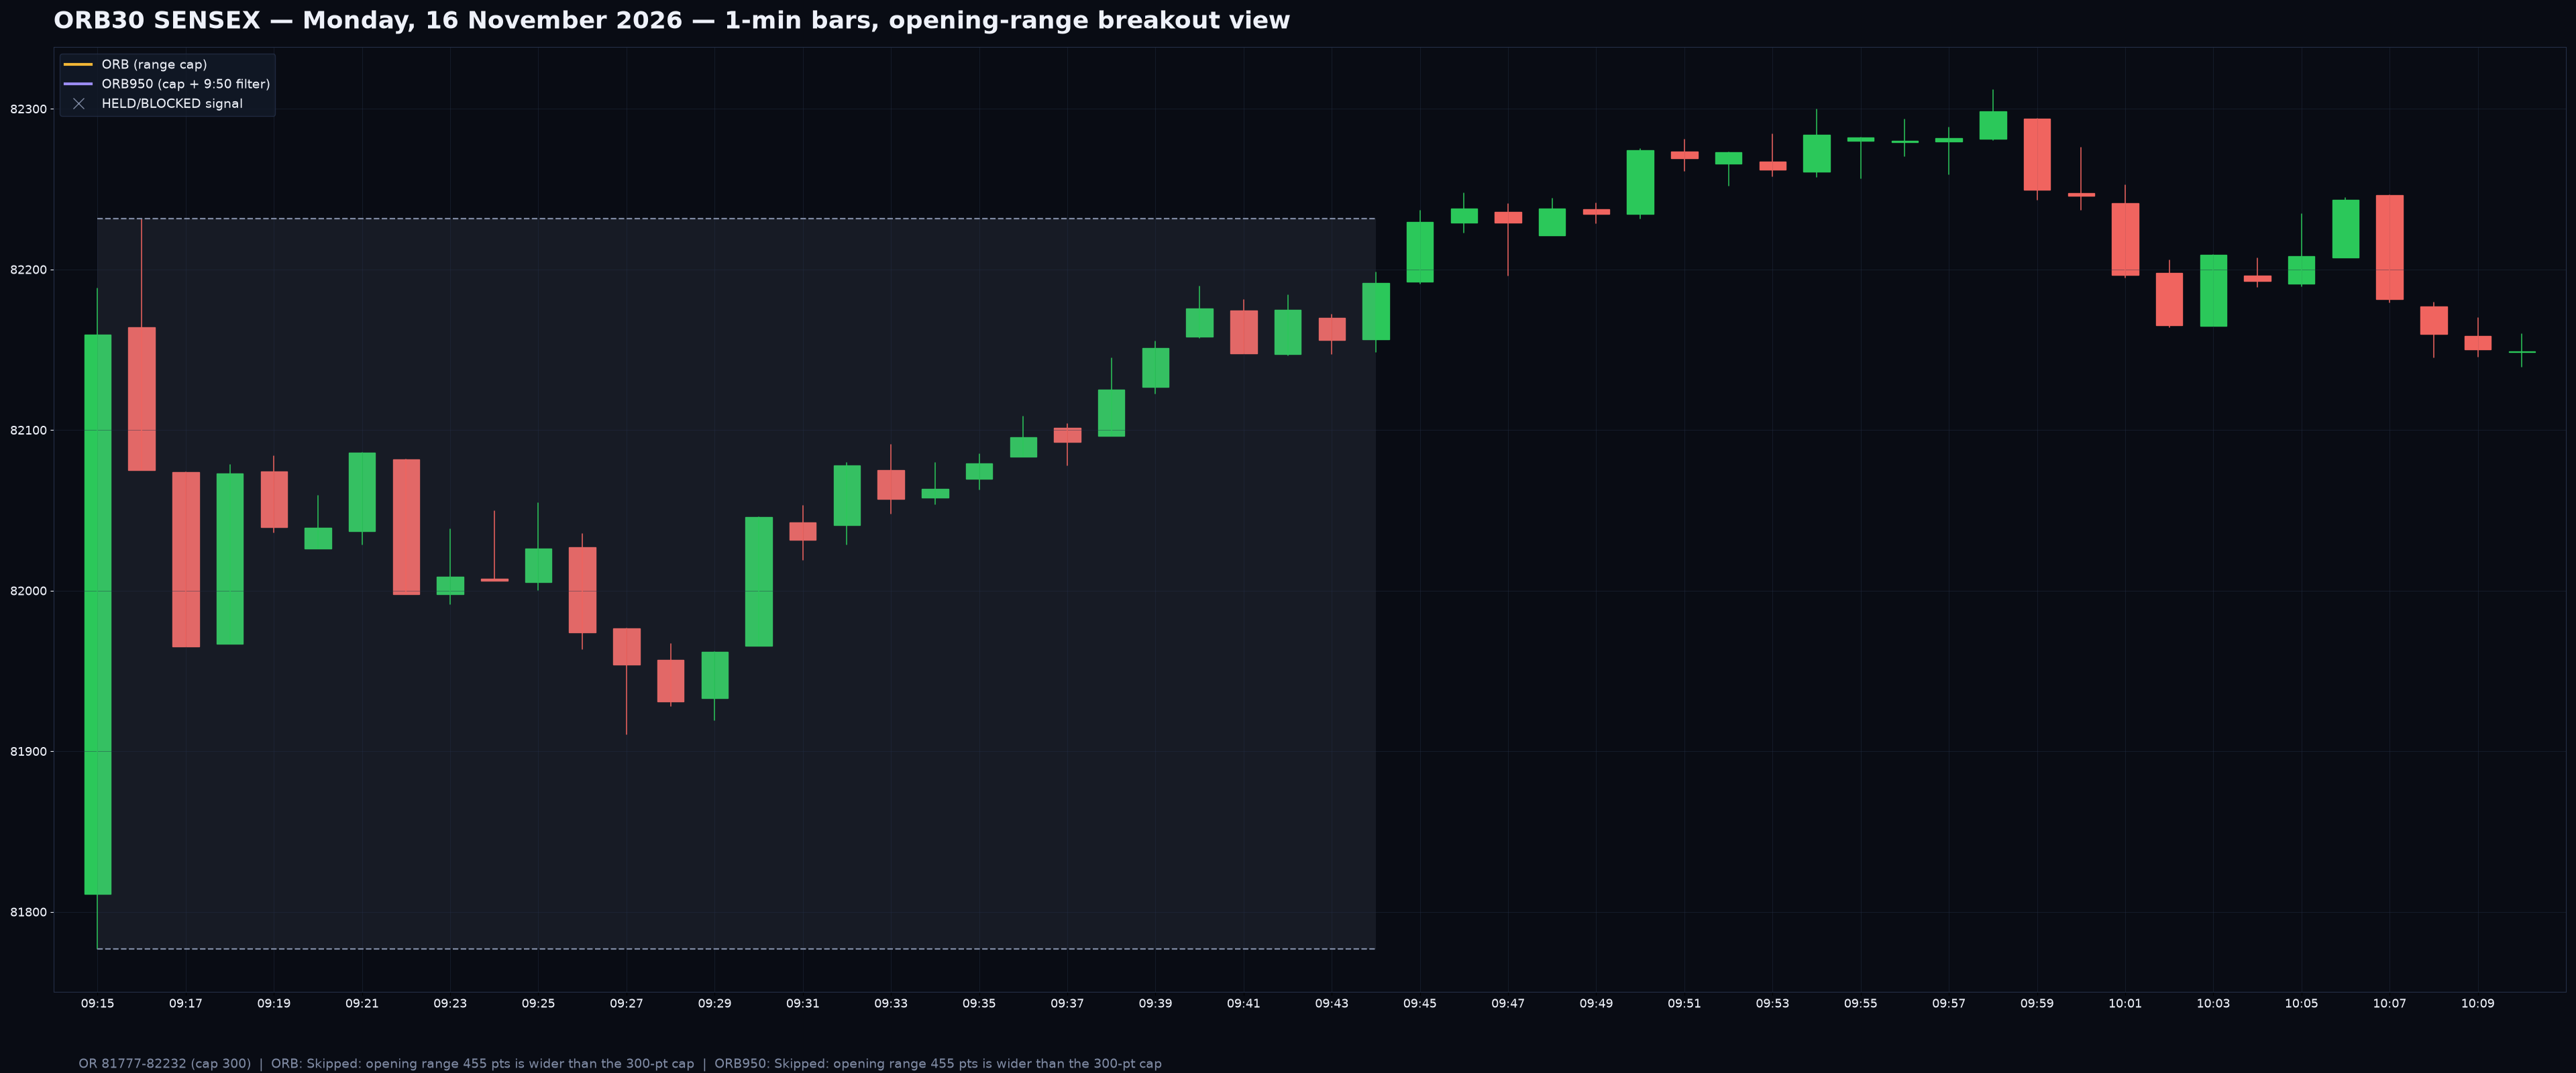 ORB30 SENSEX — Monday, 16 November 2026 — 1-min bars, opening-range breakout view
ORB (range cap)
ORB950 (cap + 9:50 filter)
HELD/BLOCKED signal
82300
82200
82100
82000
81900
81800
09:15 09:17 09:19 09:21 09:23 09:25 09:27 09:29 09:31 09:33 09:35 09:37 09:39 09:41 09:43 09:45 09:47 09:49 09:51 09:53 09:55 09:57 09:59 10:01 10:03 10:05 10:07 10:09
OR 81777-82232 (cap 300) | ORB: Skipped: opening range 455 pts is wider than the 300-pt cap | ORB950: Skipped: opening range 455 pts is wider than the 300-pt cap